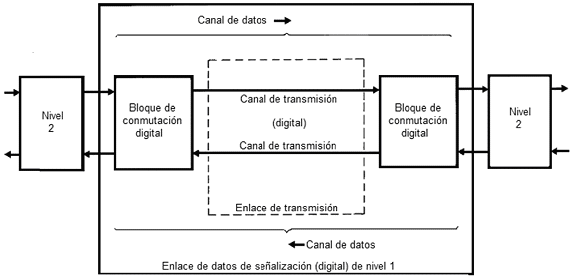 Canal de datos
Nivel
2
Bloque de
conmutación
digital
Canal de transmisión
(digital)
Canal de transmisión
Enlace de transmisión
Bloque de
conmutación
digital
Nivel
2
Canal de datos
Enlace de datos de señalización (digital) de nivel 1